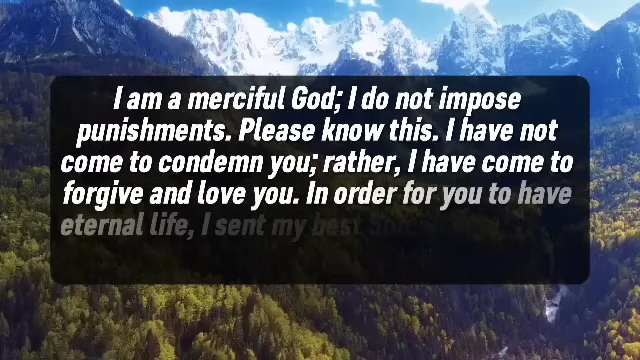 I am a merciful God; I do not impose
punishments. Please know this. I have not
come to condemn you; rather, I have come to
forgive and love you. In order for you to have
eternal life, I sent my best